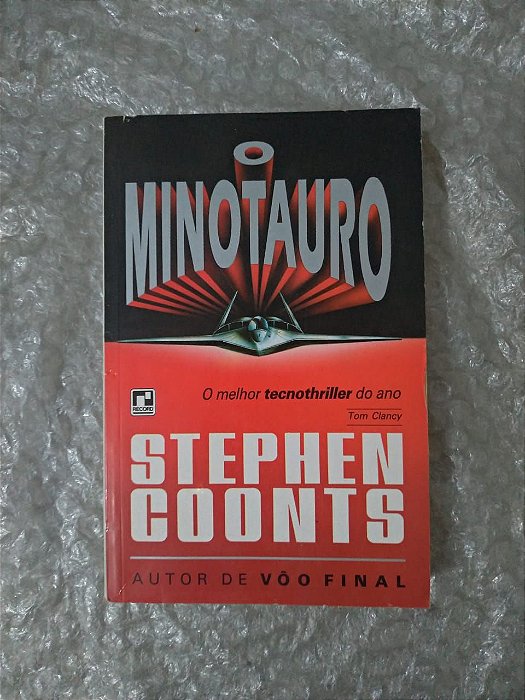 O
MINOTAURO
O melhor tecnothriller do ano
Tom Clancy
RECORD
STEPHEN
COONTS
AUTOR DE VÔO FINAL